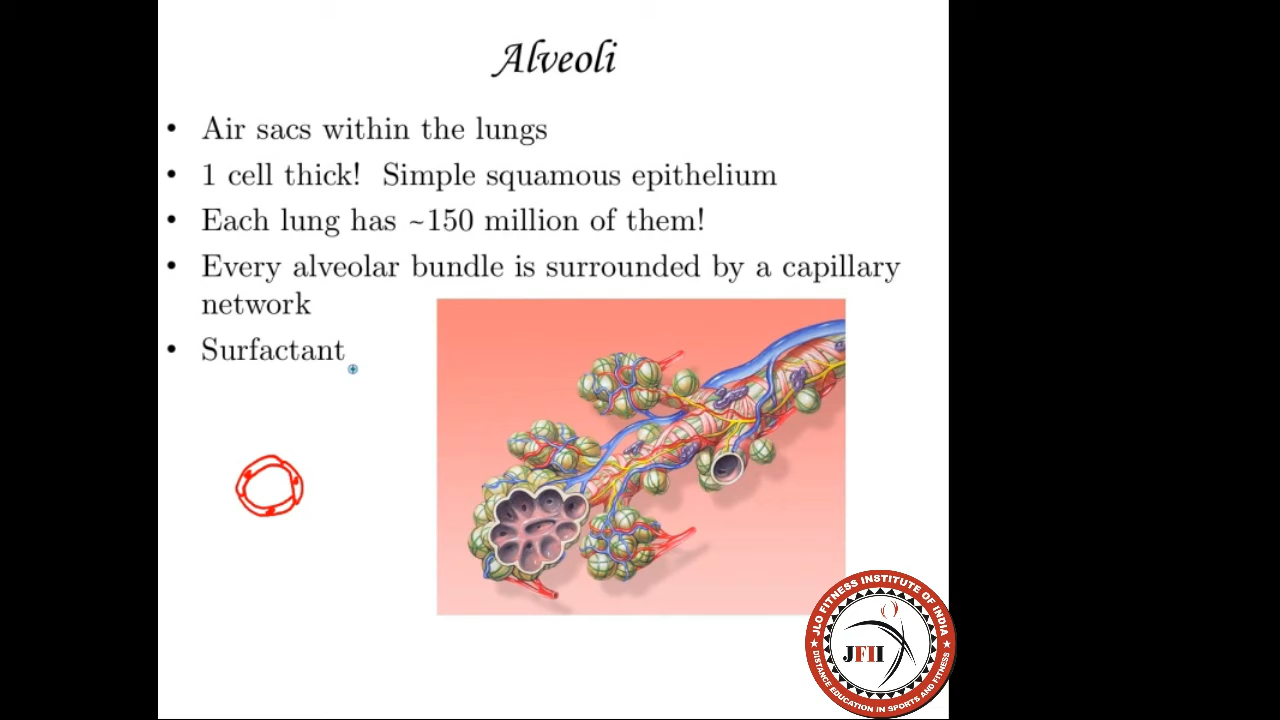 Alveoli
• Air sacs within the lungs
• 1 cell thick!  Simple squamous epithelium
• Each lung has ~150 million of them!
• Every alveolar bundle is surrounded by a capillary
network
• Surfactant
★ JLO FITNESS INSTITUTE OF INDIA ★
JFII
DISTANCE EDUCATION IN SPORTS AND FITNESS